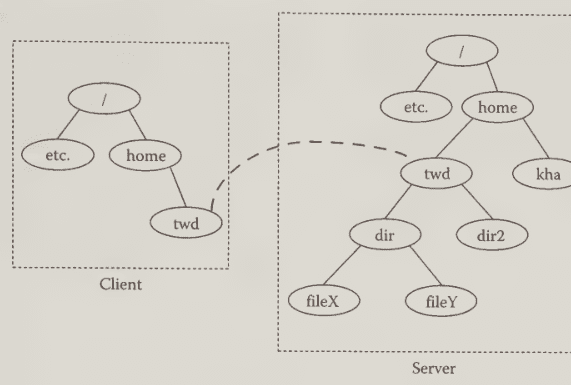 /
etc.
home
twd
Client
/
etc.
home
twd
kha
dir
dir2
fileX
fileY
Server